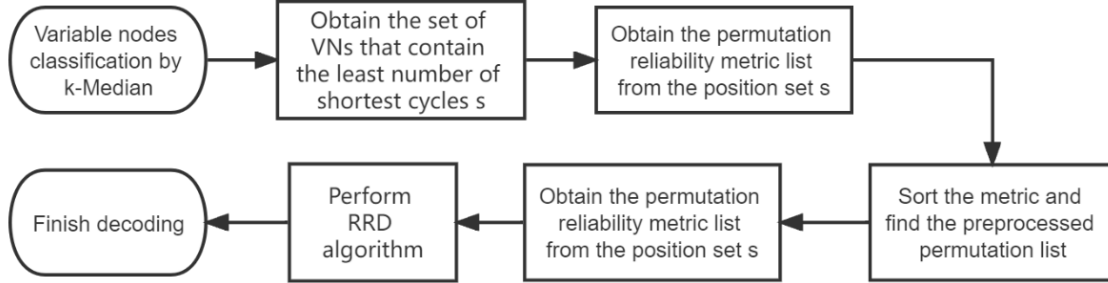 Variable nodes
classification by
k-Median
Obtain the set of
VNs that contain
the least number of
shortest cycles s
Obtain the permutation
reliability metric list
from the position set s
Sort the metric and
find the preprocessed
permutation list
Obtain the permutation
reliability metric list
from the position set s
Perform
RRD
algorithm
Finish decoding